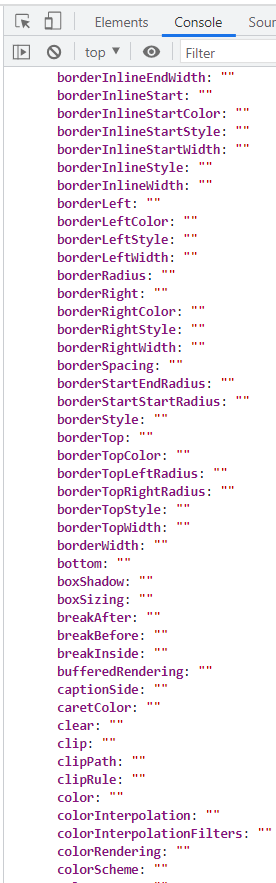 Elements Console Sour
top ▼ Filter
borderInlineEndWidth: ""
borderInlineStart: ""
borderInlineStartColor: ""
borderInlineStartStyle: ""
borderInlineStartWidth: ""
borderInlineStyle: ""
borderInlineWidth: ""
borderLeft: ""
borderLeftColor: ""
borderLeftStyle: ""
borderLeftWidth: ""
borderRadius: ""
borderRight: ""
borderRightColor: ""
borderRightStyle: ""
borderRightWidth: ""
borderSpacing: ""
borderStartEndRadius: ""
borderStartStartRadius: ""
borderStyle: ""
borderTop: ""
borderTopColor: ""
borderTopLeftRadius: ""
borderTopRightRadius: ""
borderTopStyle: ""
borderTopWidth: ""
borderWidth: ""
bottom: ""
boxShadow: ""
boxSizing: ""
breakAfter: ""
breakBefore: ""
breakInside: ""
bufferedRendering: ""
captionSide: ""
caretColor: ""
clear: ""
clip: ""
clipPath: ""
clipRule: ""
color: ""
colorInterpolation: ""
colorInterpolationFilters: ""
colorRendering: ""
colorScheme: ""